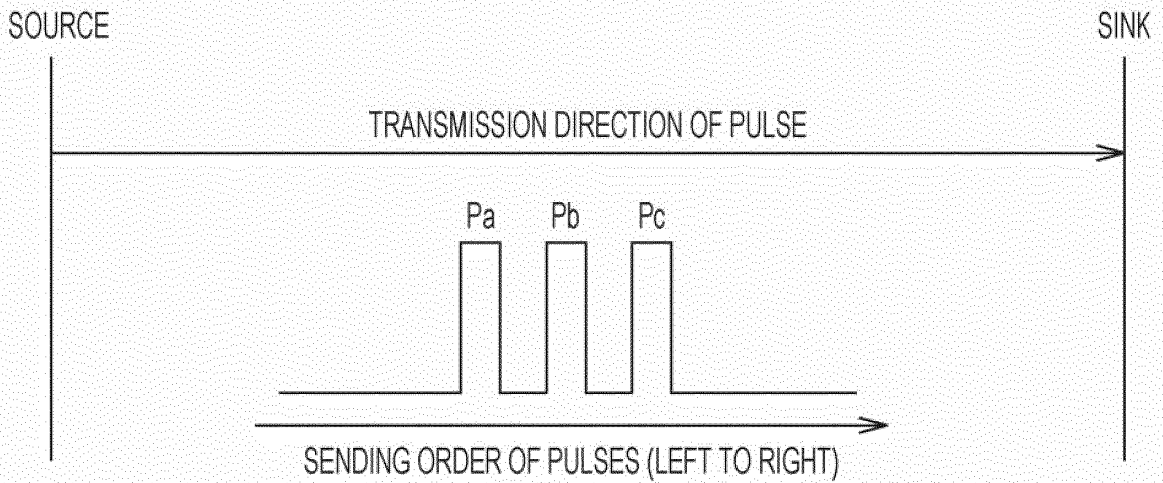 SOURCE
SINK
TRANSMISSION DIRECTION OF PULSE
Pa Pb Pc
SENDING ORDER OF PULSES (LEFT TO RIGHT)